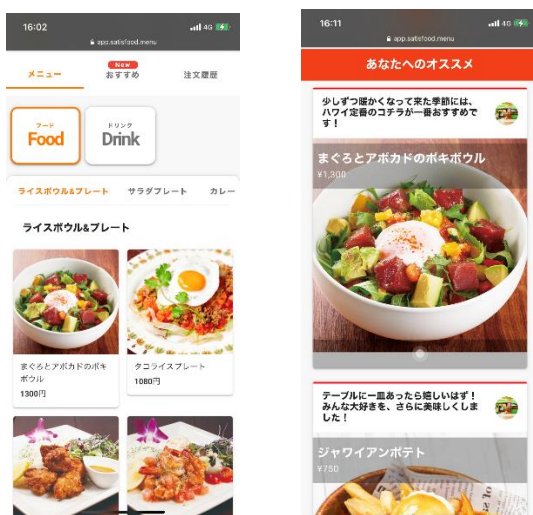 16:02
4G
app.satisfood.menu
メニュー
New
おすすめ
注文履歴
フード
Food
ドリンク
Drink
ライスボウル&プレート
サラダプレート
カレー
ライスボウル&プレート
まぐろとアボカドのポキ
ボウル
1300円
タコライスプレート
1080円
16:11
4G
app.satisfood.menu
あなたへのオススメ
少しずつ暖かくなって来た季節には、
ハワイ定番のコチラが一番おすすめで
す！
まぐろとアボカドのポキボウル
¥1,300
テーブルに一皿あったら嬉しいはず！
みんな大好きを、さらに美味しくしま
した！
ジャワイアンポテト
¥750